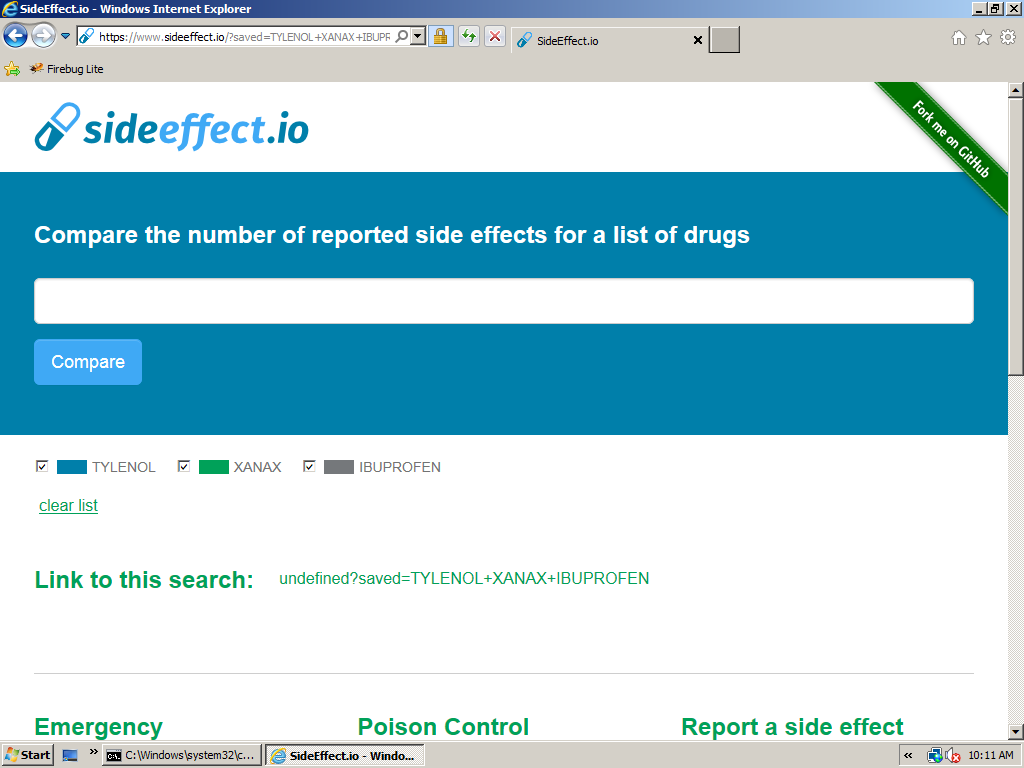 SideEffect.io - Windows Internet Explorer
https://www.sideeffect.io/?saved=TYLENOL+XANAX+IBUPR
SideEffect.io
Firebug Lite
sideeffect.io
Fork me on GitHub
Compare the number of reported side effects for a list of drugs
Compare
TYLENOL XANAX IBUPROFEN
clear list
Link to this search: undefined?saved=TYLENOL+XANAX+IBUPROFEN
Emergency Poison Control Report a side effect
Start C:\Windows\system32\c... SideEffect.io - Windo... 10:11 AM